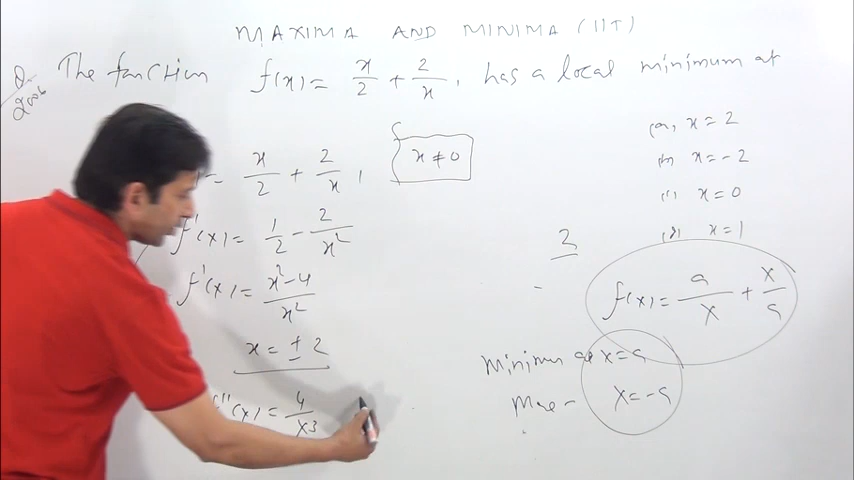 MAXIMA AND MINIMA (IIT)
Q. 2006
The function f(x) = x/2 + 2/x, has a local minimum at
(a) x = 2
(b) x = -2
(c) x = 0
(d) x = 1
= x/2 + 2/x, x ≠ 0
f'(x) = 1/2 - 2/x²
f'(x) = x²-4/x²
x = ± 2
f''(x) = 4/x3
2
-
f(x) = a/x + x/a
Minimum at x = a
Max - x = -a